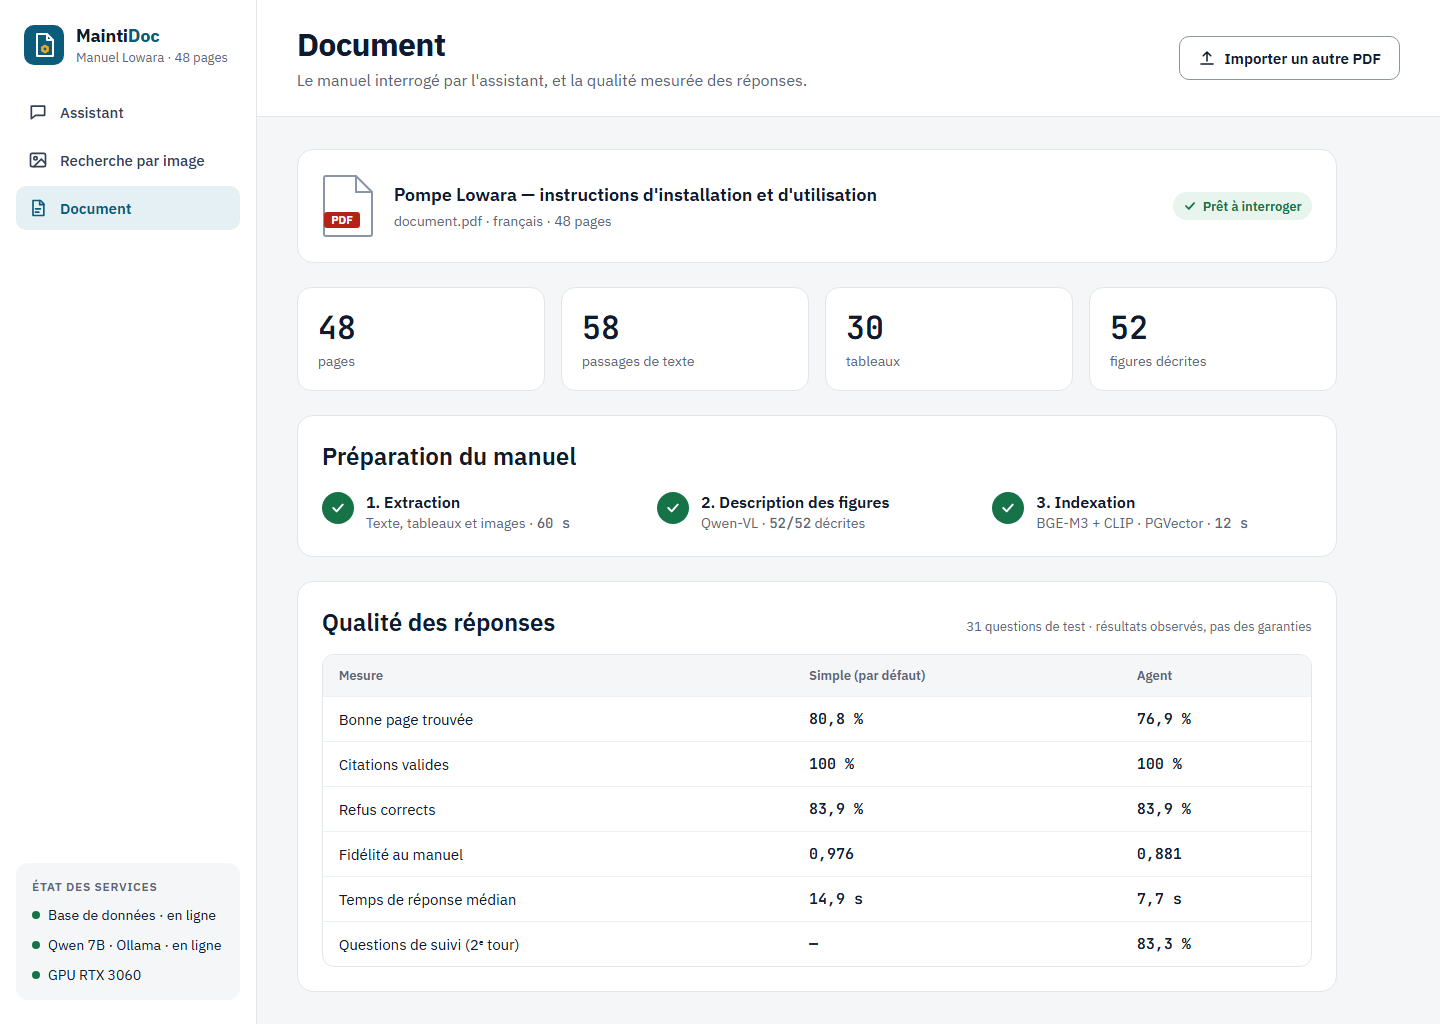 MaintiDoc
Manuel Lowara · 48 pages
Assistant
Recherche par image
Document
ÉTAT DES SERVICES
Base de données · en ligne
Qwen 7B · Ollama · en ligne
GPU RTX 3060
Document
Le manuel interrogé par l'assistant, et la qualité mesurée des réponses.
Importer un autre PDF
PDF
Pompe Lowara — instructions d'installation et d'utilisation
document.pdf · français · 48 pages
Prêt à interroger
48
pages
58
passages de texte
30
tableaux
52
figures décrites
Préparation du manuel
1. Extraction
Texte, tableaux et images · 60 s
2. Description des figures
Qwen-VL · 52/52 décrites
3. Indexation
BGE-M3 + CLIP · PGVector · 12 s
Qualité des réponses
31 questions de test · résultats observés, pas des garanties
Mesure Simple (par défaut) Agent
Bonne page trouvée 80,8 % 76,9 %
Citations valides 100 % 100 %
Refus corrects 83,9 % 83,9 %
Fidélité au manuel 0,976 0,881
Temps de réponse médian 14,9 s 7,7 s
Questions de suivi (2ᵉ tour) — 83,3 %